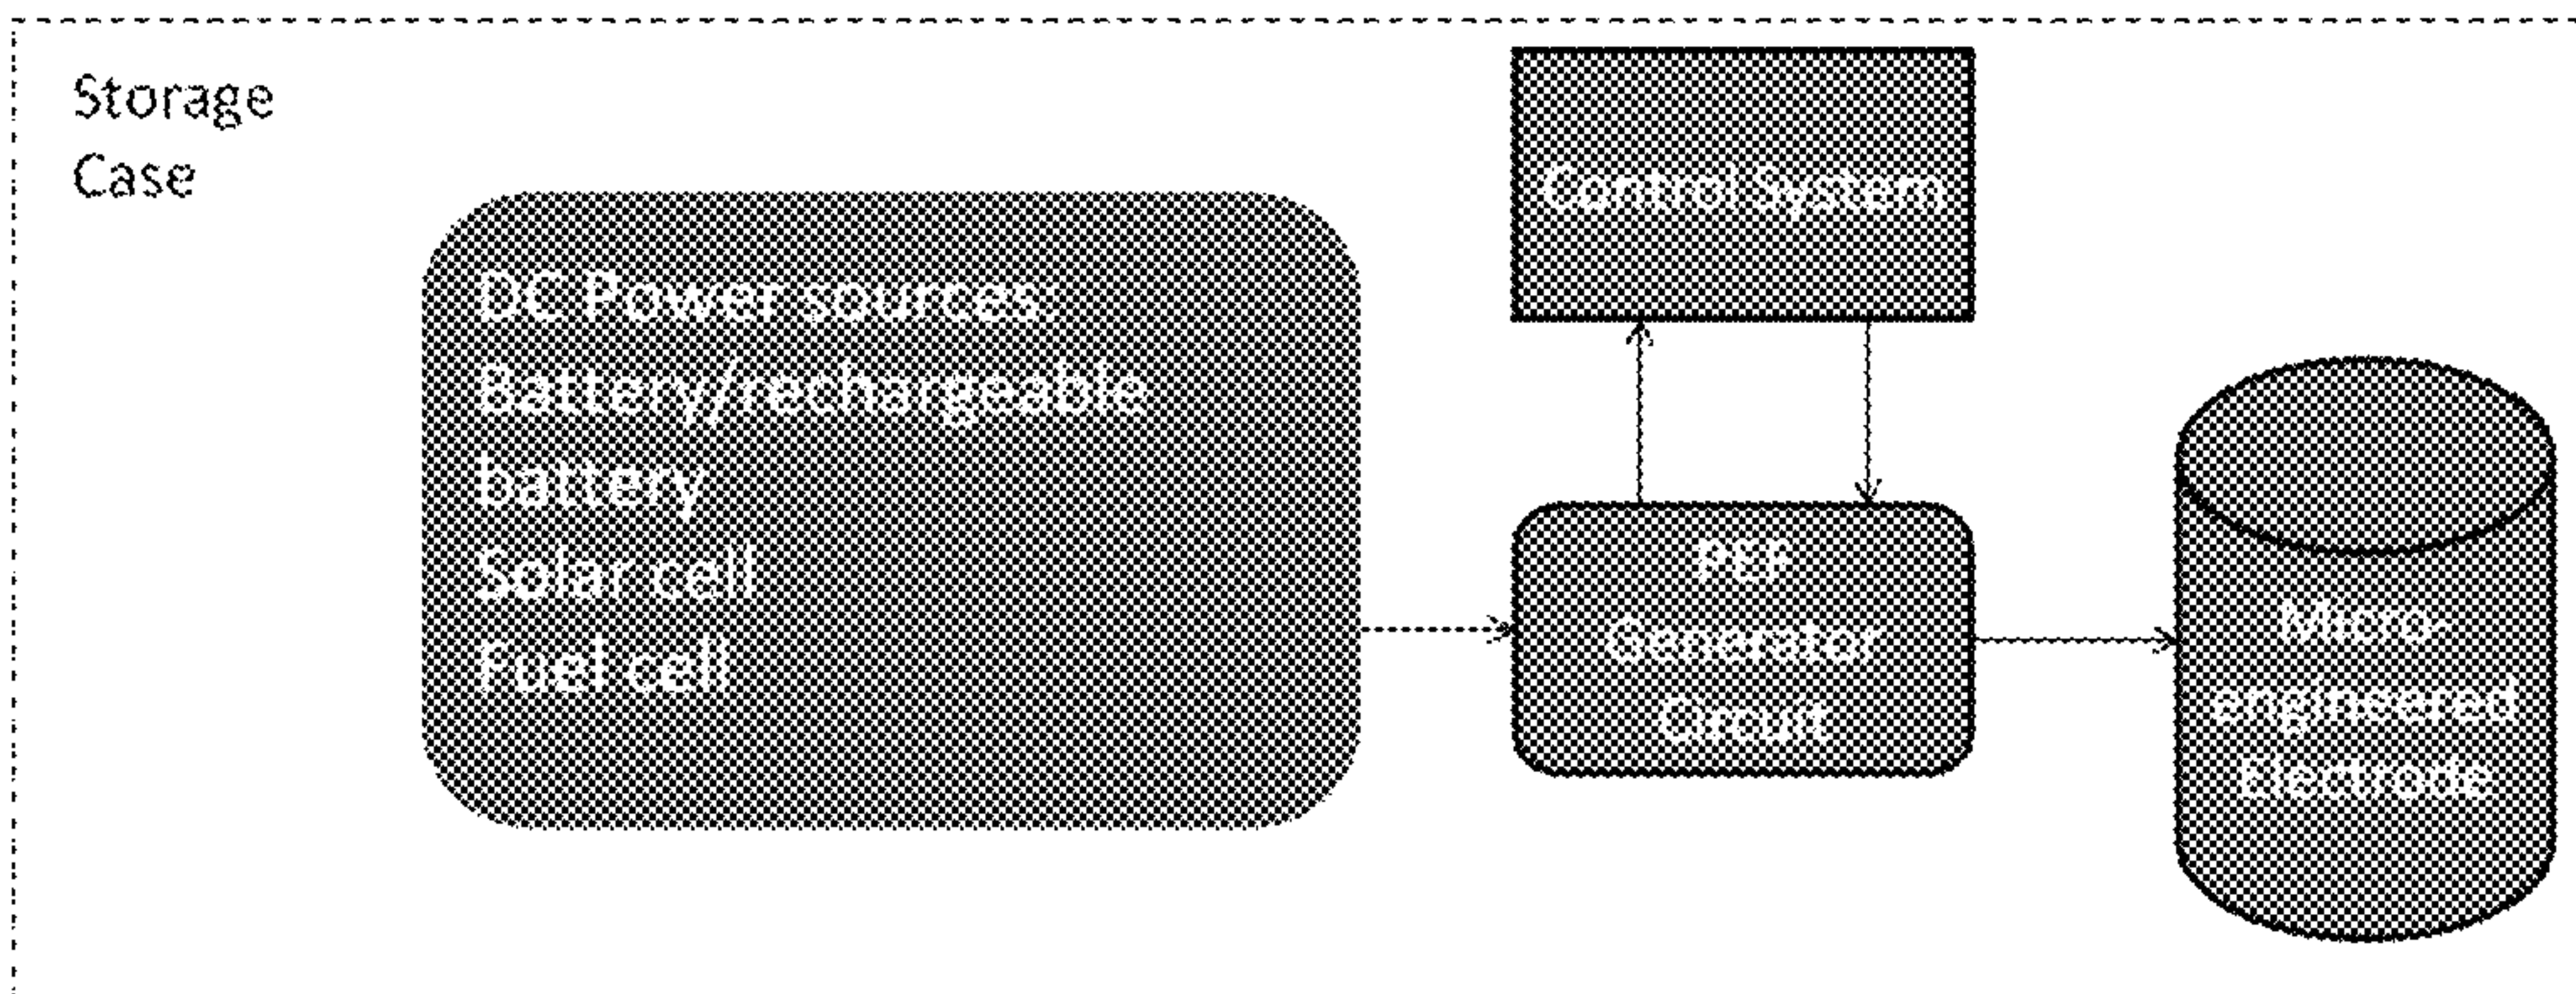 Storage
Case
Control System
DC Power sources:
Battery/rechargeable
battery
Solar cell
Fuel cell
PEF
Generator
Circuit
Micro-
engineered
Electrode